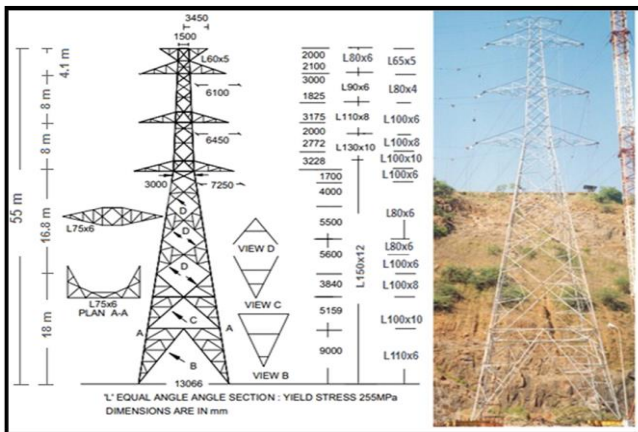 3450
1500
L60x5
4.1 m
6100
8 m
6450
8 m
3000
7250
55 m
16.8 m
18 m
L75x6
L75x6
PLAN A-A
D
D
D
D
C
A
A
B
VIEW D
VIEW C
VIEW B
13066
2000
2100
3000
1825
3175
2000
2772
3228
1700
4000
5500
5600
3840
5159
9000
L80x6
L90x6
L110x8
L130x10
L150x12
L65x5
L80x4
L100x6
L100x8
L100x10
L100x6
L80x6
L80x6
L100x6
L100x8
L100x10
L110x6
'L' EQUAL ANGLE ANGLE SECTION : YIELD STRESS 255MPa
DIMENSIONS ARE IN mm